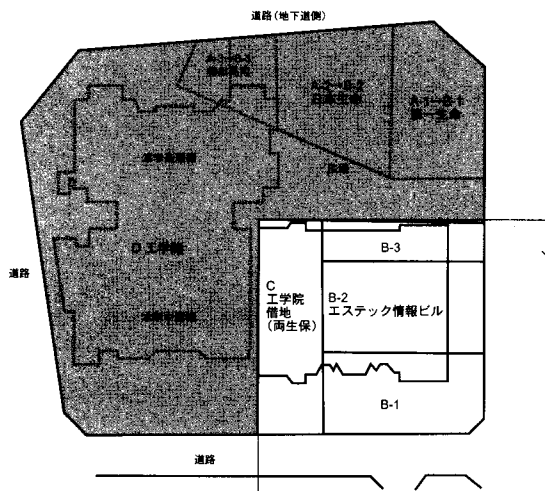 道路(地下道側)
A-2→B-2
日本生命
A-1→B-1
第一生命
D 工学院
道路
B-3
C
工学院
借地
(両生保)
B-2
エステック情報ビル
B-1
道路